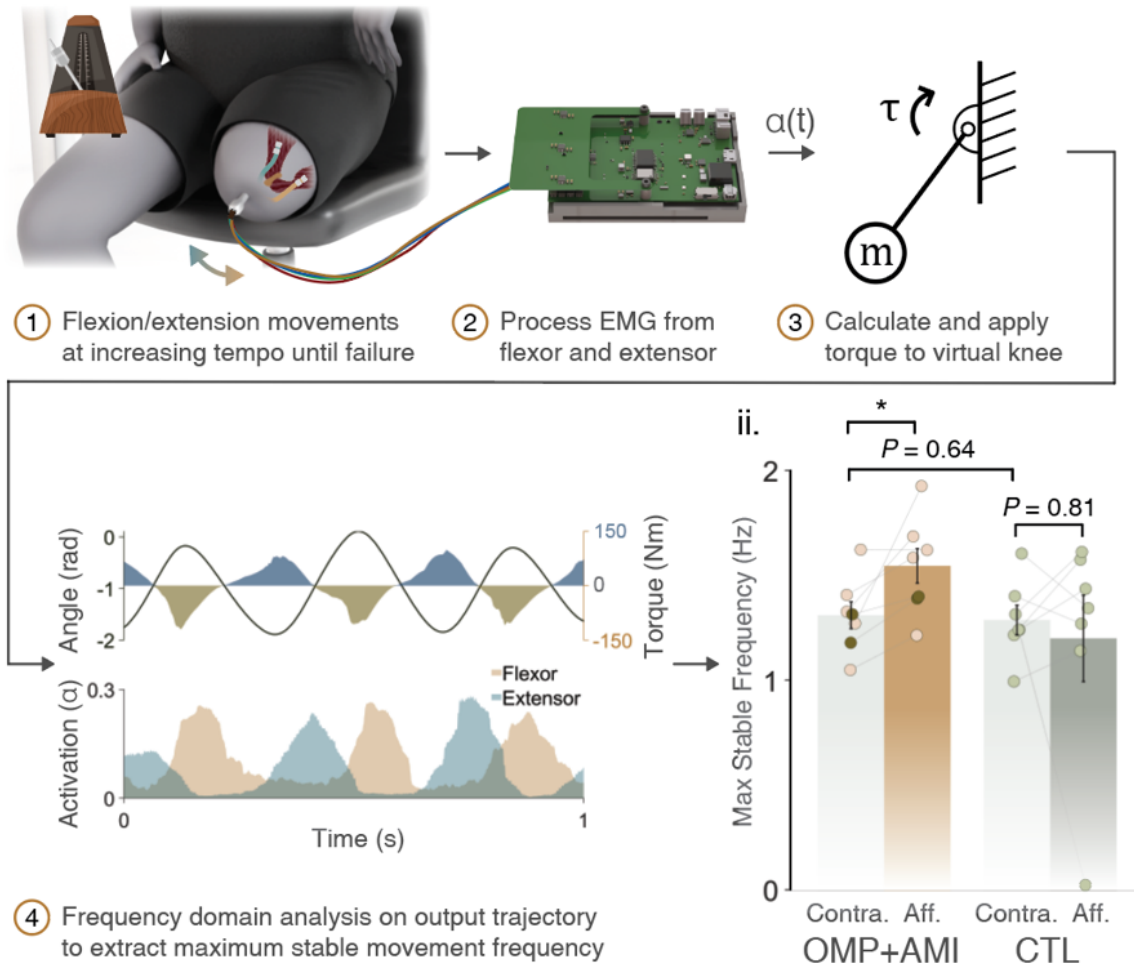 α(t)
τ
m
1 Flexion/extension movements
at increasing tempo until failure
2 Process EMG from
flexor and extensor
3 Calculate and apply
torque to virtual knee
ii.
*
P = 0.64
P = 0.81
Max Stable Frequency (Hz)
2
1
0
Contra. Aff. Contra. Aff.
OMP+AMI CTL
Angle (rad)
0
-1
-2
150
0
-150
Torque (Nm)
Flexor
Extensor
Activation (α)
0.3
0
0 1
Time (s)
4 Frequency domain analysis on output trajectory
to extract maximum stable movement frequency